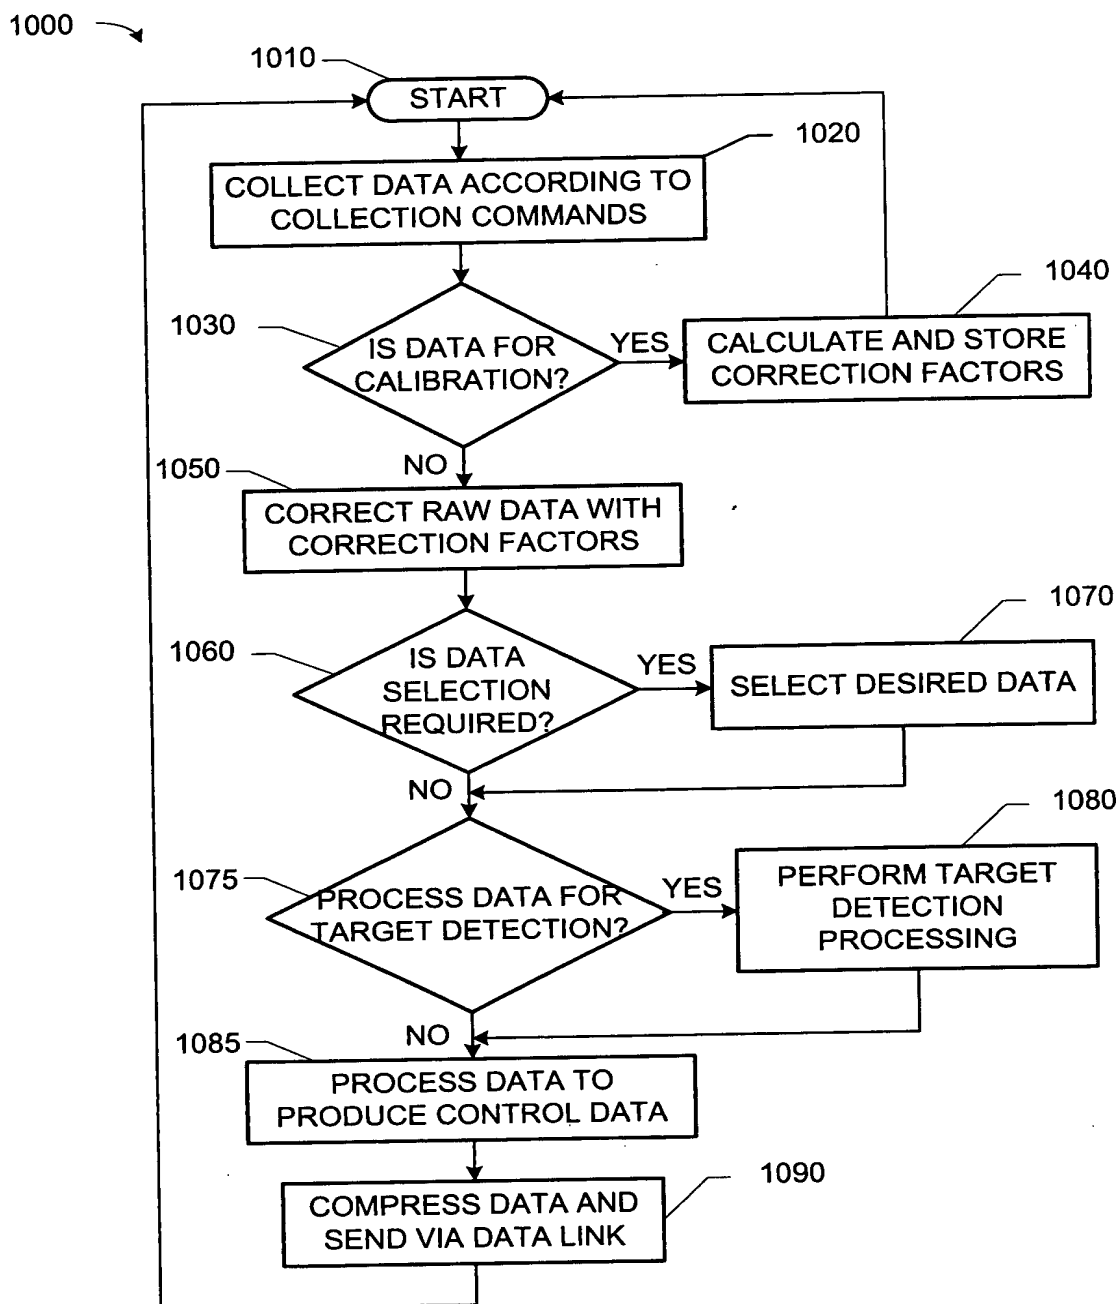 1000
1010
START
1020
COLLECT DATA ACCORDING TO
COLLECTION COMMANDS
1030
IS DATA FOR
CALIBRATION?
YES
1040
CALCULATE AND STORE
CORRECTION FACTORS
NO
1050
CORRECT RAW DATA WITH
CORRECTION FACTORS
1060
IS DATA
SELECTION
REQUIRED?
YES
1070
SELECT DESIRED DATA
NO
1075
PROCESS DATA FOR
TARGET DETECTION?
YES
1080
PERFORM TARGET
DETECTION
PROCESSING
NO
1085
PROCESS DATA TO
PRODUCE CONTROL DATA
1090
COMPRESS DATA AND
SEND VIA DATA LINK